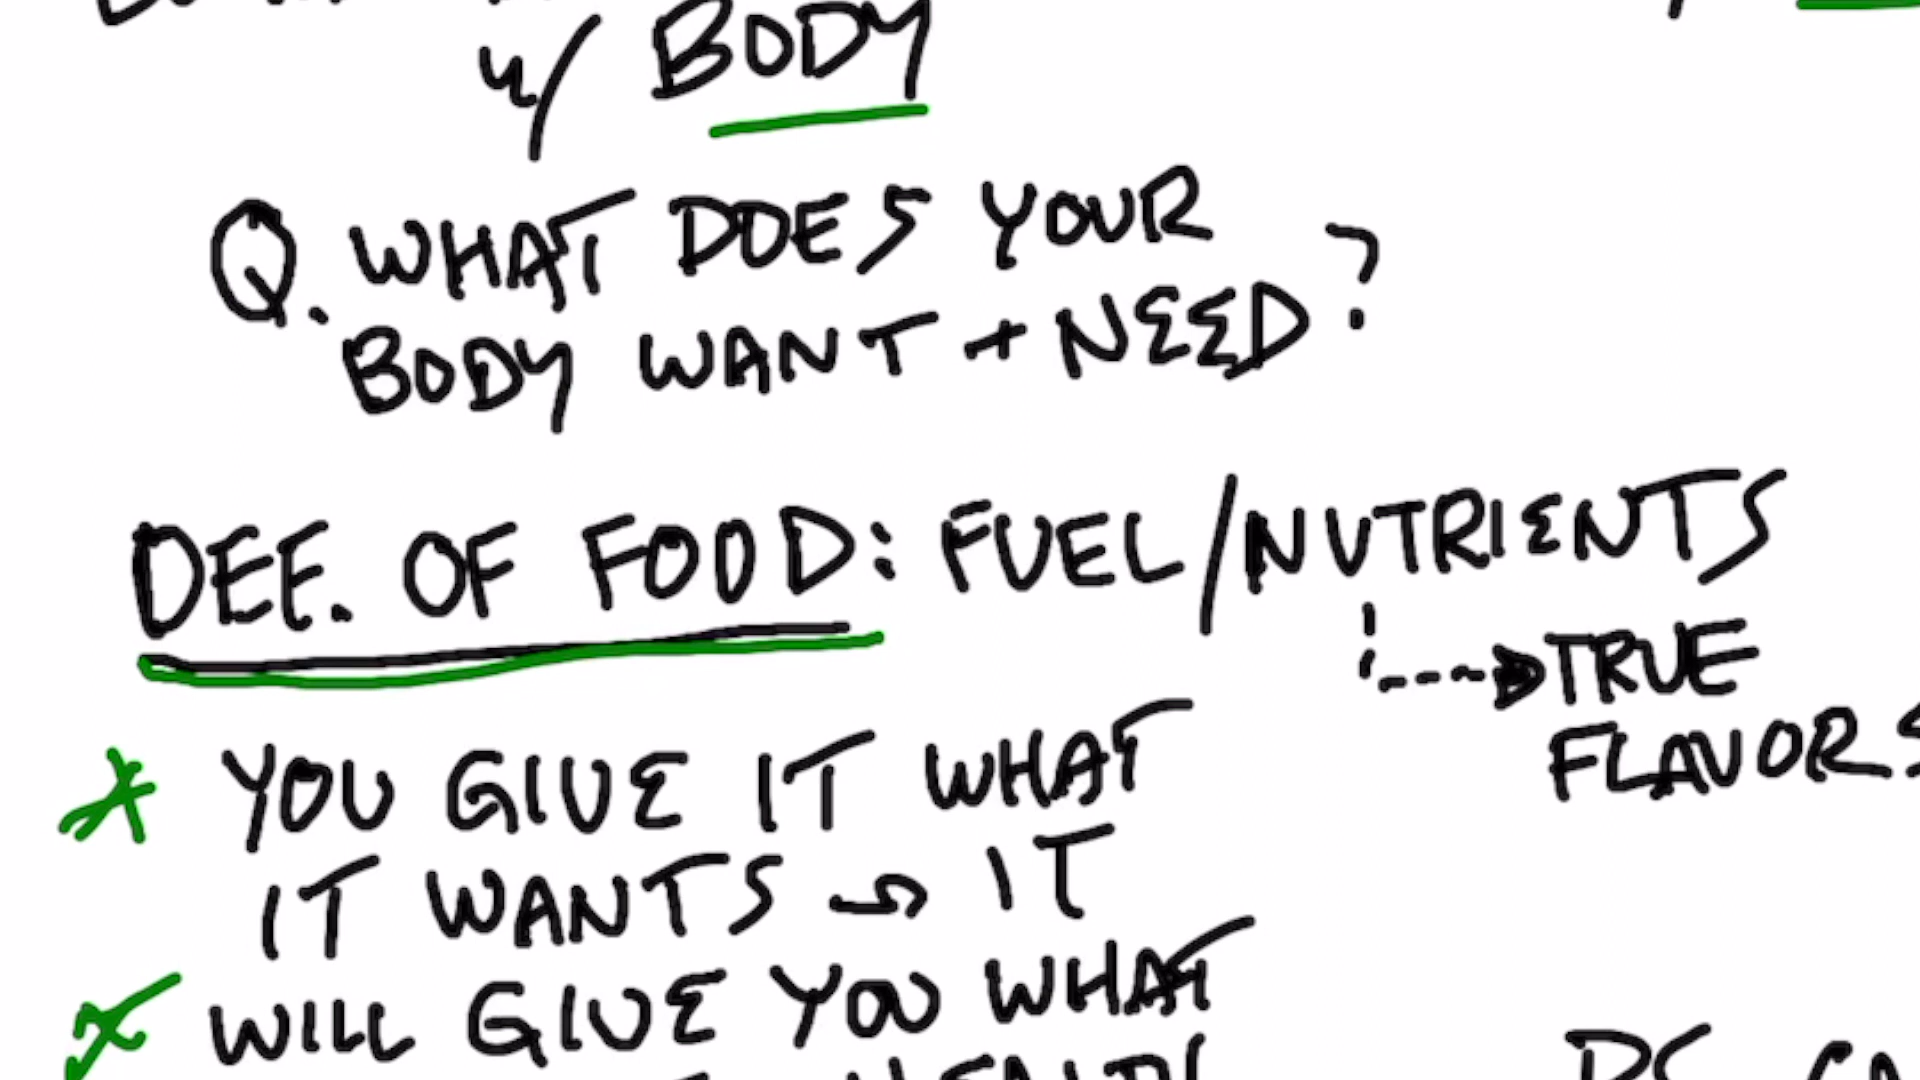 w/ BODY
Q. WHAT DOES YOUR
BODY WANT + NEED?
DEF. OF FOOD: FUEL/NUTRIENTS
TRUE
FLAVORS
YOU GIVE IT WHAT
IT WANTS → IT
WILL GIVE YOU WHAT